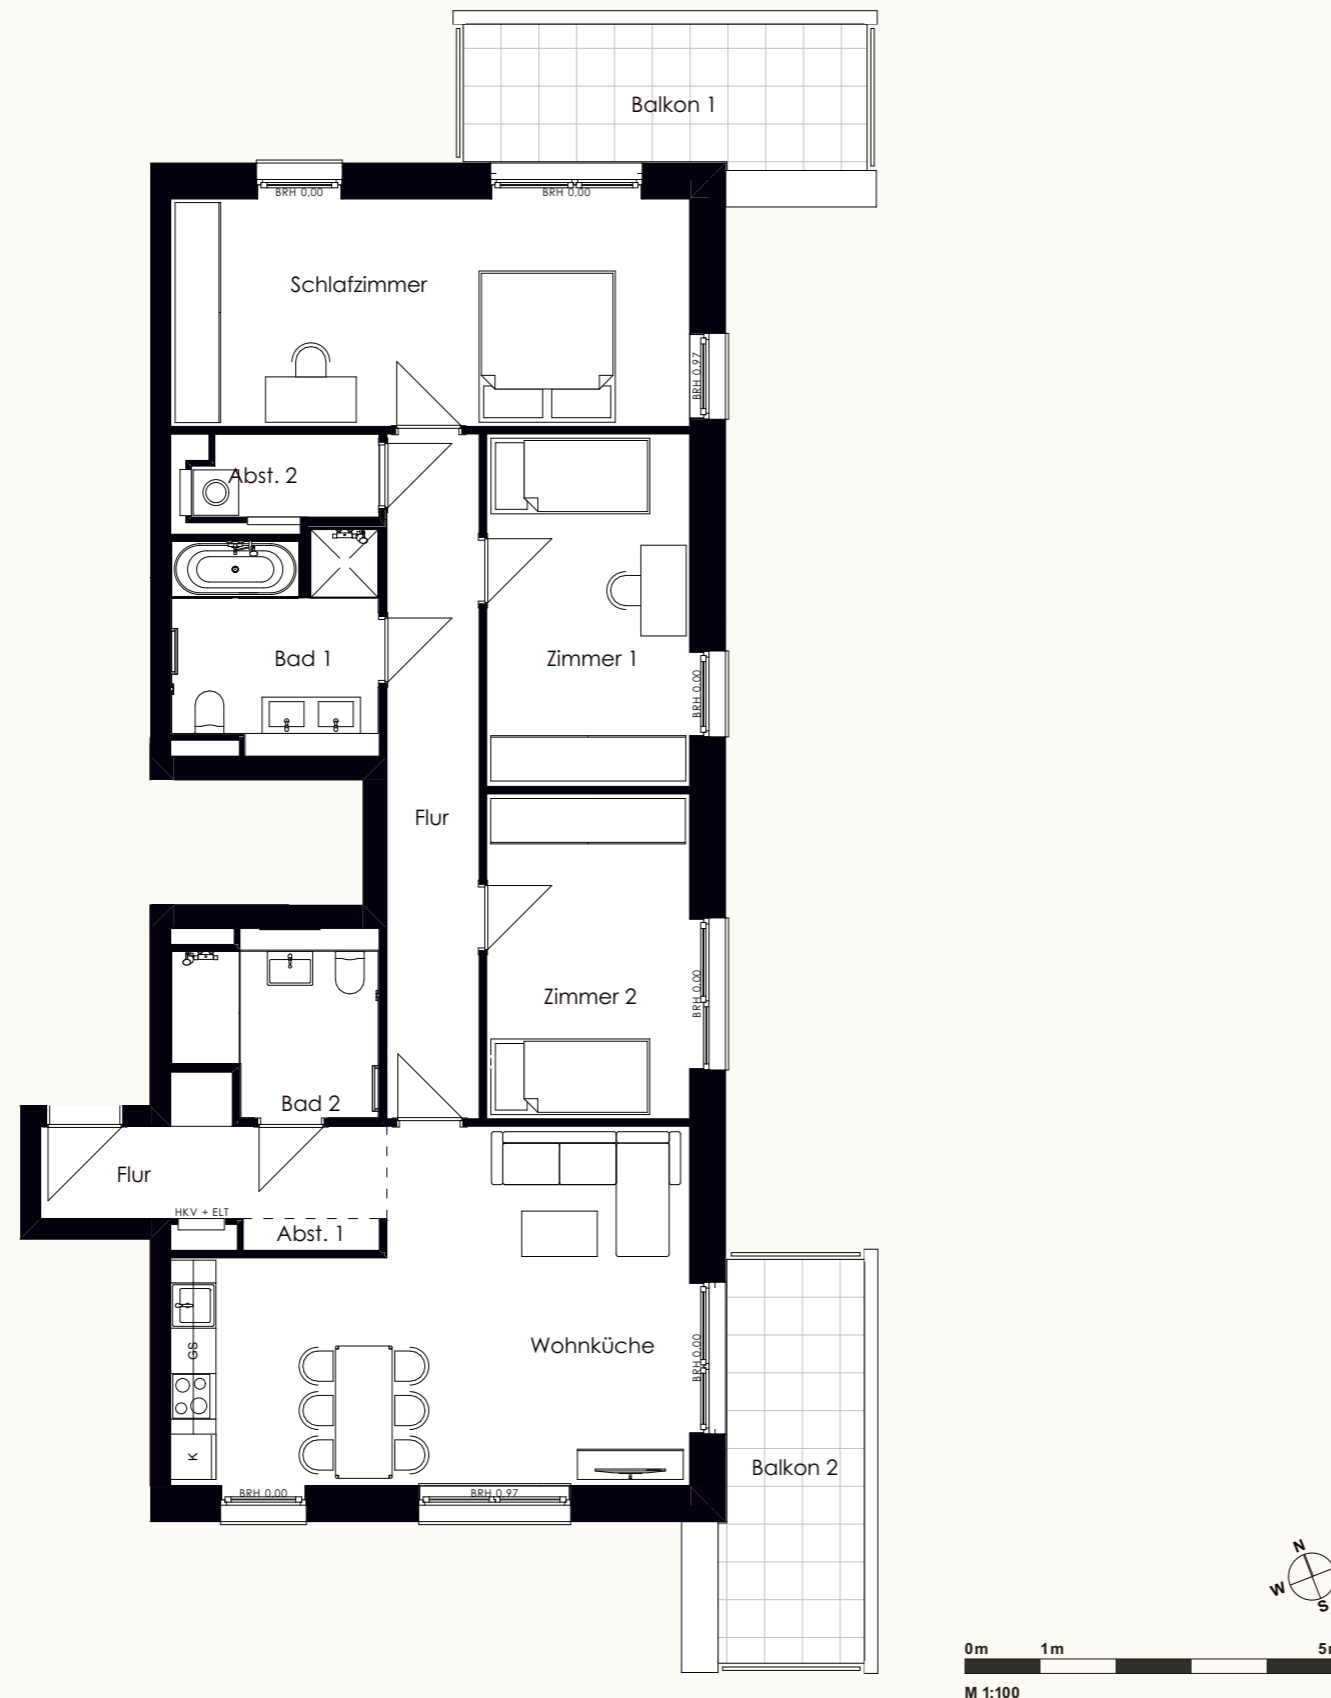 Balkon 1
BRH 0,00
BRH 0,00
Schlafzimmer
BRH 0.97
Abst. 2
Bad 1
Zimmer 1
BRH 0.00
Flur
Zimmer 2
BRH 0.00
Bad 2
Flur
HKV + ELT
Abst. 1
GS
Wohnküche
BRH 0.00
K
Balkon 2
BRH 0,00
BRH 0,97
N
W
S
0m 1m
M 1:100